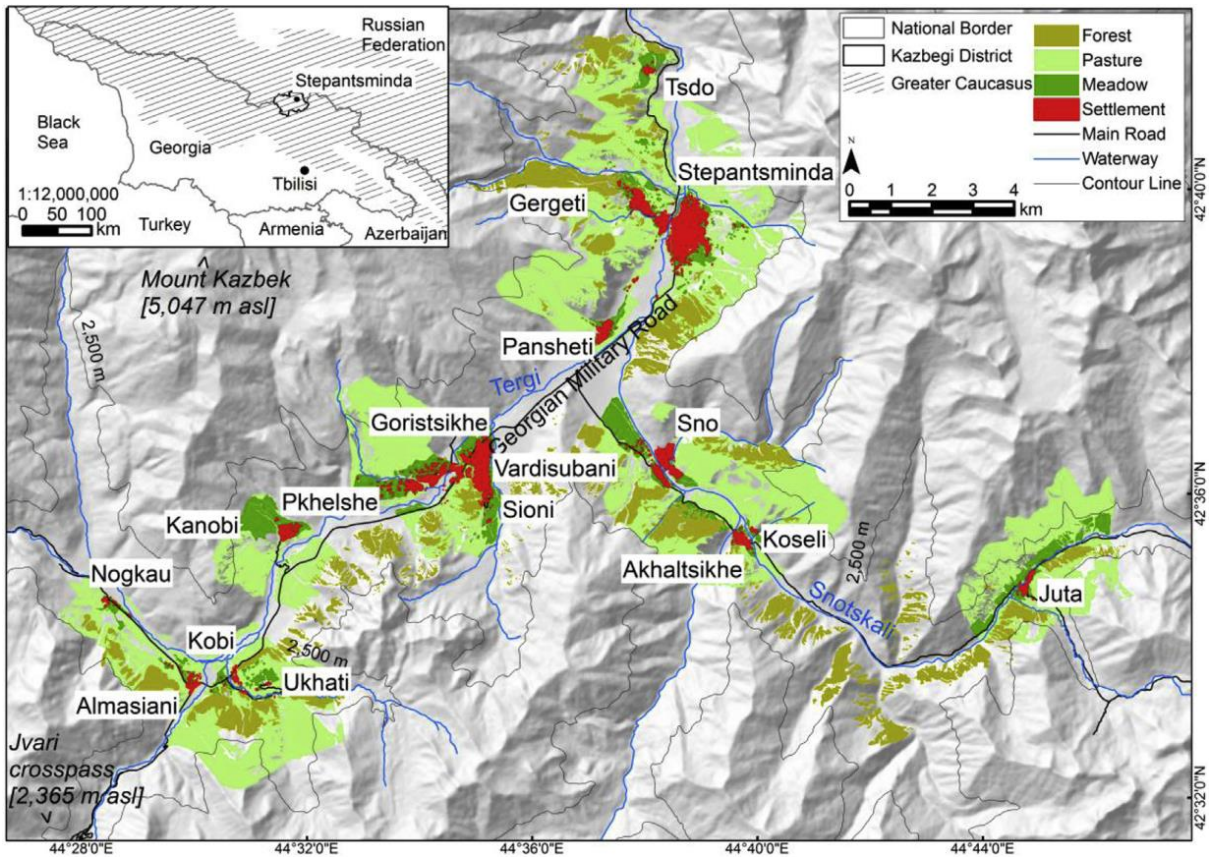 Russian
Federation
Stepantsminda
Black
Sea
Georgia
Tbilisi
1:12,000,000
0 50 100
km
Turkey
Armenia
Azerbaijan
National Border
Kazbegi District
Greater Caucasus
Forest
Pasture
Meadow
Settlement
Main Road
Waterway
Contour Line
N
0 1 2 3 4
km
Tsdo
Stepantsminda
Gergeti
Mount Kazbek
[5,047 m asl]
2,500 m
Pansheti
Tergi
Georgian Military Road
Goristsikhe
Sno
Vardisubani
Pkhelshe
Sioni
Kanobi
Koseli
Akhaltsikhe
2,500 m
Nogkau
Snotskali
Juta
Kobi
2,500 m
Ukhati
Almasiani
Jvari
crosspass
[2,365 m asl]
42°40'0"N
42°36'0"N
42°32'0"N
44°28'0"E 44°32'0"E 44°36'0"E 44°40'0"E 44°44'0"E